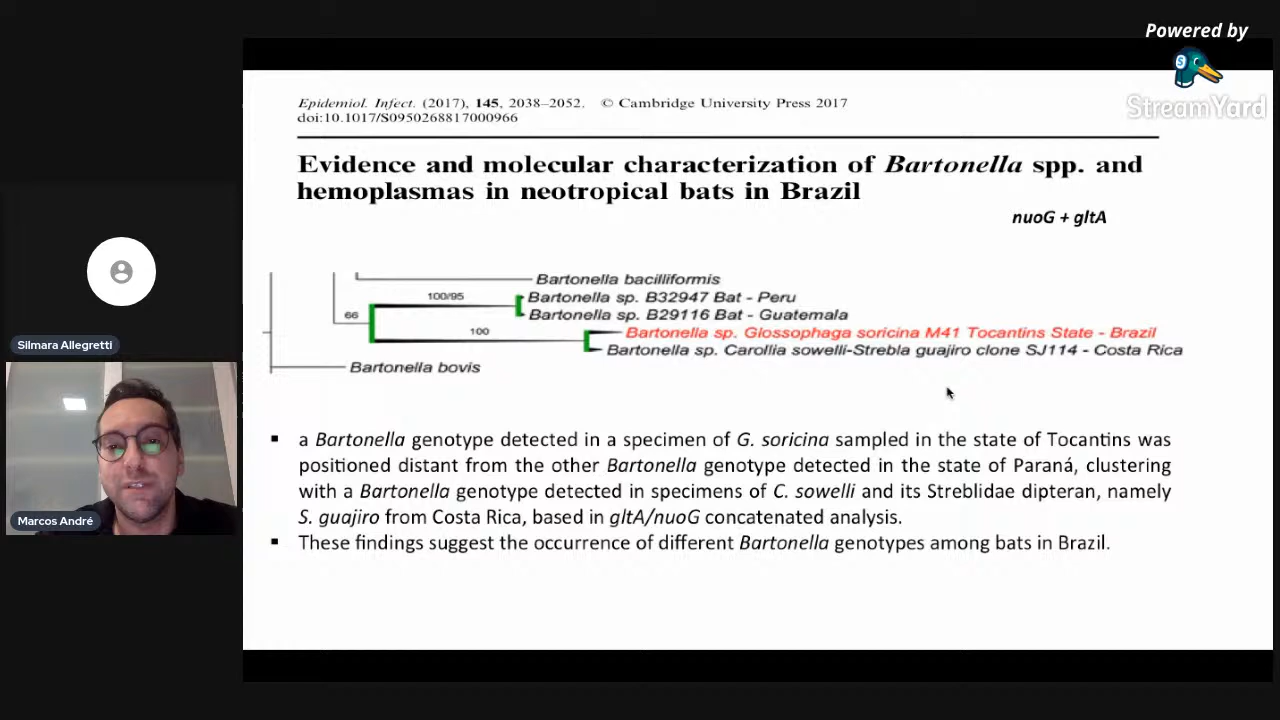 Powered by
StreamYard
Epidemiol. Infect. (2017), 145, 2038–2052. © Cambridge University Press 2017
doi:10.1017/S0950268817000966
Evidence and molecular characterization of Bartonella spp. and
hemoplasmas in neotropical bats in Brazil
nuoG + gltA
Bartonella bacilliformis
100/95
Bartonella sp. B32947 Bat - Peru
66
Bartonella sp. B29116 Bat - Guatemala
100
Bartonella sp. Glossophaga soricina M41 Tocantins State - Brazil
Bartonella sp. Carollia sowelli-Strebla guajiro clone SJ114 - Costa Rica
Bartonella bovis
▪ a Bartonella genotype detected in a specimen of G. soricina sampled in the state of Tocantins was
positioned distant from the other Bartonella genotype detected in the state of Paraná, clustering
with a Bartonella genotype detected in specimens of C. sowelli and its Streblidae dipteran, namely
S. guajiro from Costa Rica, based in gltA/nuoG concatenated analysis.
▪ These findings suggest the occurrence of different Bartonella genotypes among bats in Brazil.
Silmara Allegretti
Marcos André